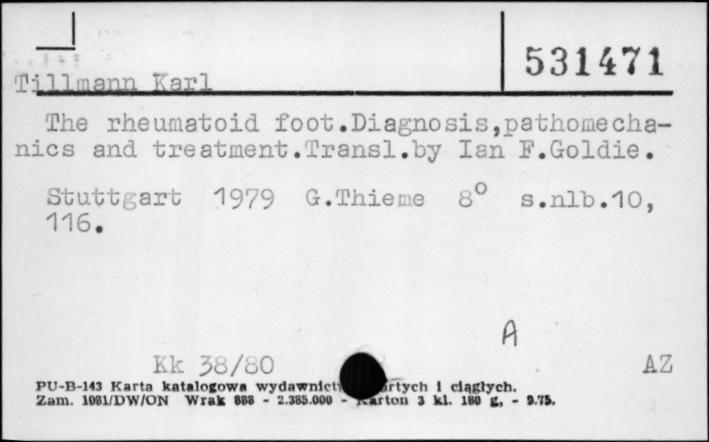 531471
Tillmann Karl
The rheumatoid foot.Diagnosis,pathomecha-
nics and treatment.Transl.by Ian F.Goldie.
Stuttgart 1979 G.Thieme 8° s.nlb.10,
116.
A
Kk 38/80 AZ
PU-B-143 Karta katalogowa wydawnict rtych i ciągłych.
Zam. 1081/DW/ON Wrak 888 - 2.385.000 - Karton 3 kl. 180 g, - 9.75.